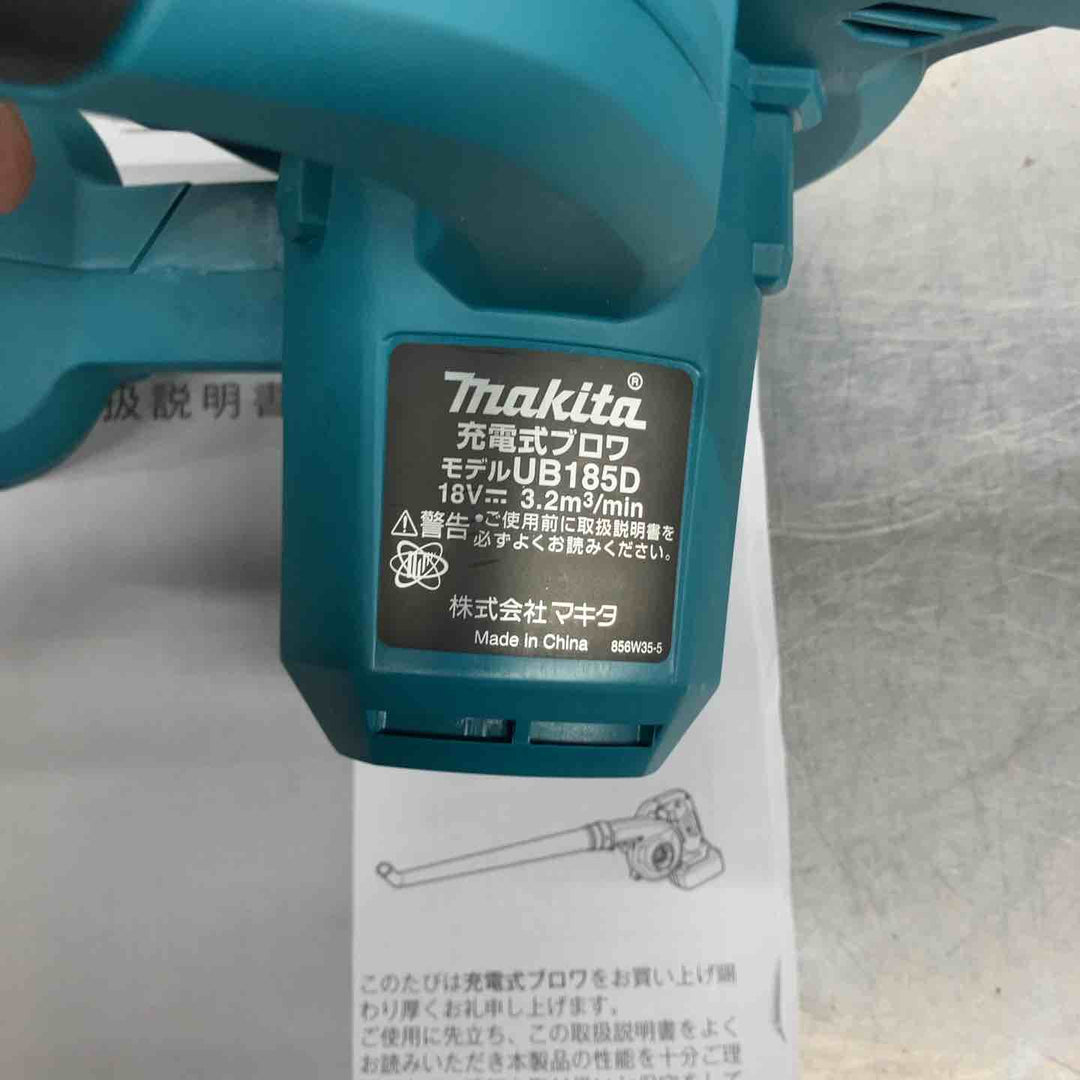 makita®
充電式ブロワ
モデルUB185D
18V⎓ 3.2m³/min
⚠警告 •ご使用前に取扱説明書を
必ずよくお読みください。
株式会社マキタ
Made in China 856W35-5
扱説明書
このたびは充電式ブロワをお買い上げ賜
わり厚くお礼申し上げます。
ご使用に先立ち、この取扱説明書をよく
お読みいただき本製品の性能を十分ご理